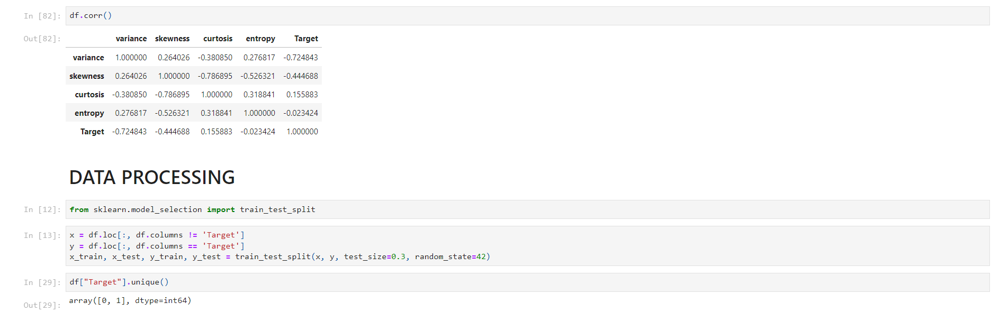 In [82]: df.corr()
Out[82]:
variance skewness curtosis entropy Target
variance 1.000000 0.264026 -0.380850 0.276817 -0.724843
skewness 0.264026 1.000000 -0.786895 -0.526321 -0.444688
curtosis -0.380850 -0.786895 1.000000 0.318841 0.155883
entropy 0.276817 -0.526321 0.318841 1.000000 -0.023424
Target -0.724843 -0.444688 0.155883 -0.023424 1.000000
DATA PROCESSING
In [12]: from sklearn.model_selection import train_test_split
In [13]: x = df.loc[:, df.columns != 'Target']
y = df.loc[:, df.columns == 'Target']
x_train, x_test, y_train, y_test = train_test_split(x, y, test_size=0.3, random_state=42)
In [29]: df["Target"].unique()
Out[29]: array([0, 1], dtype=int64)